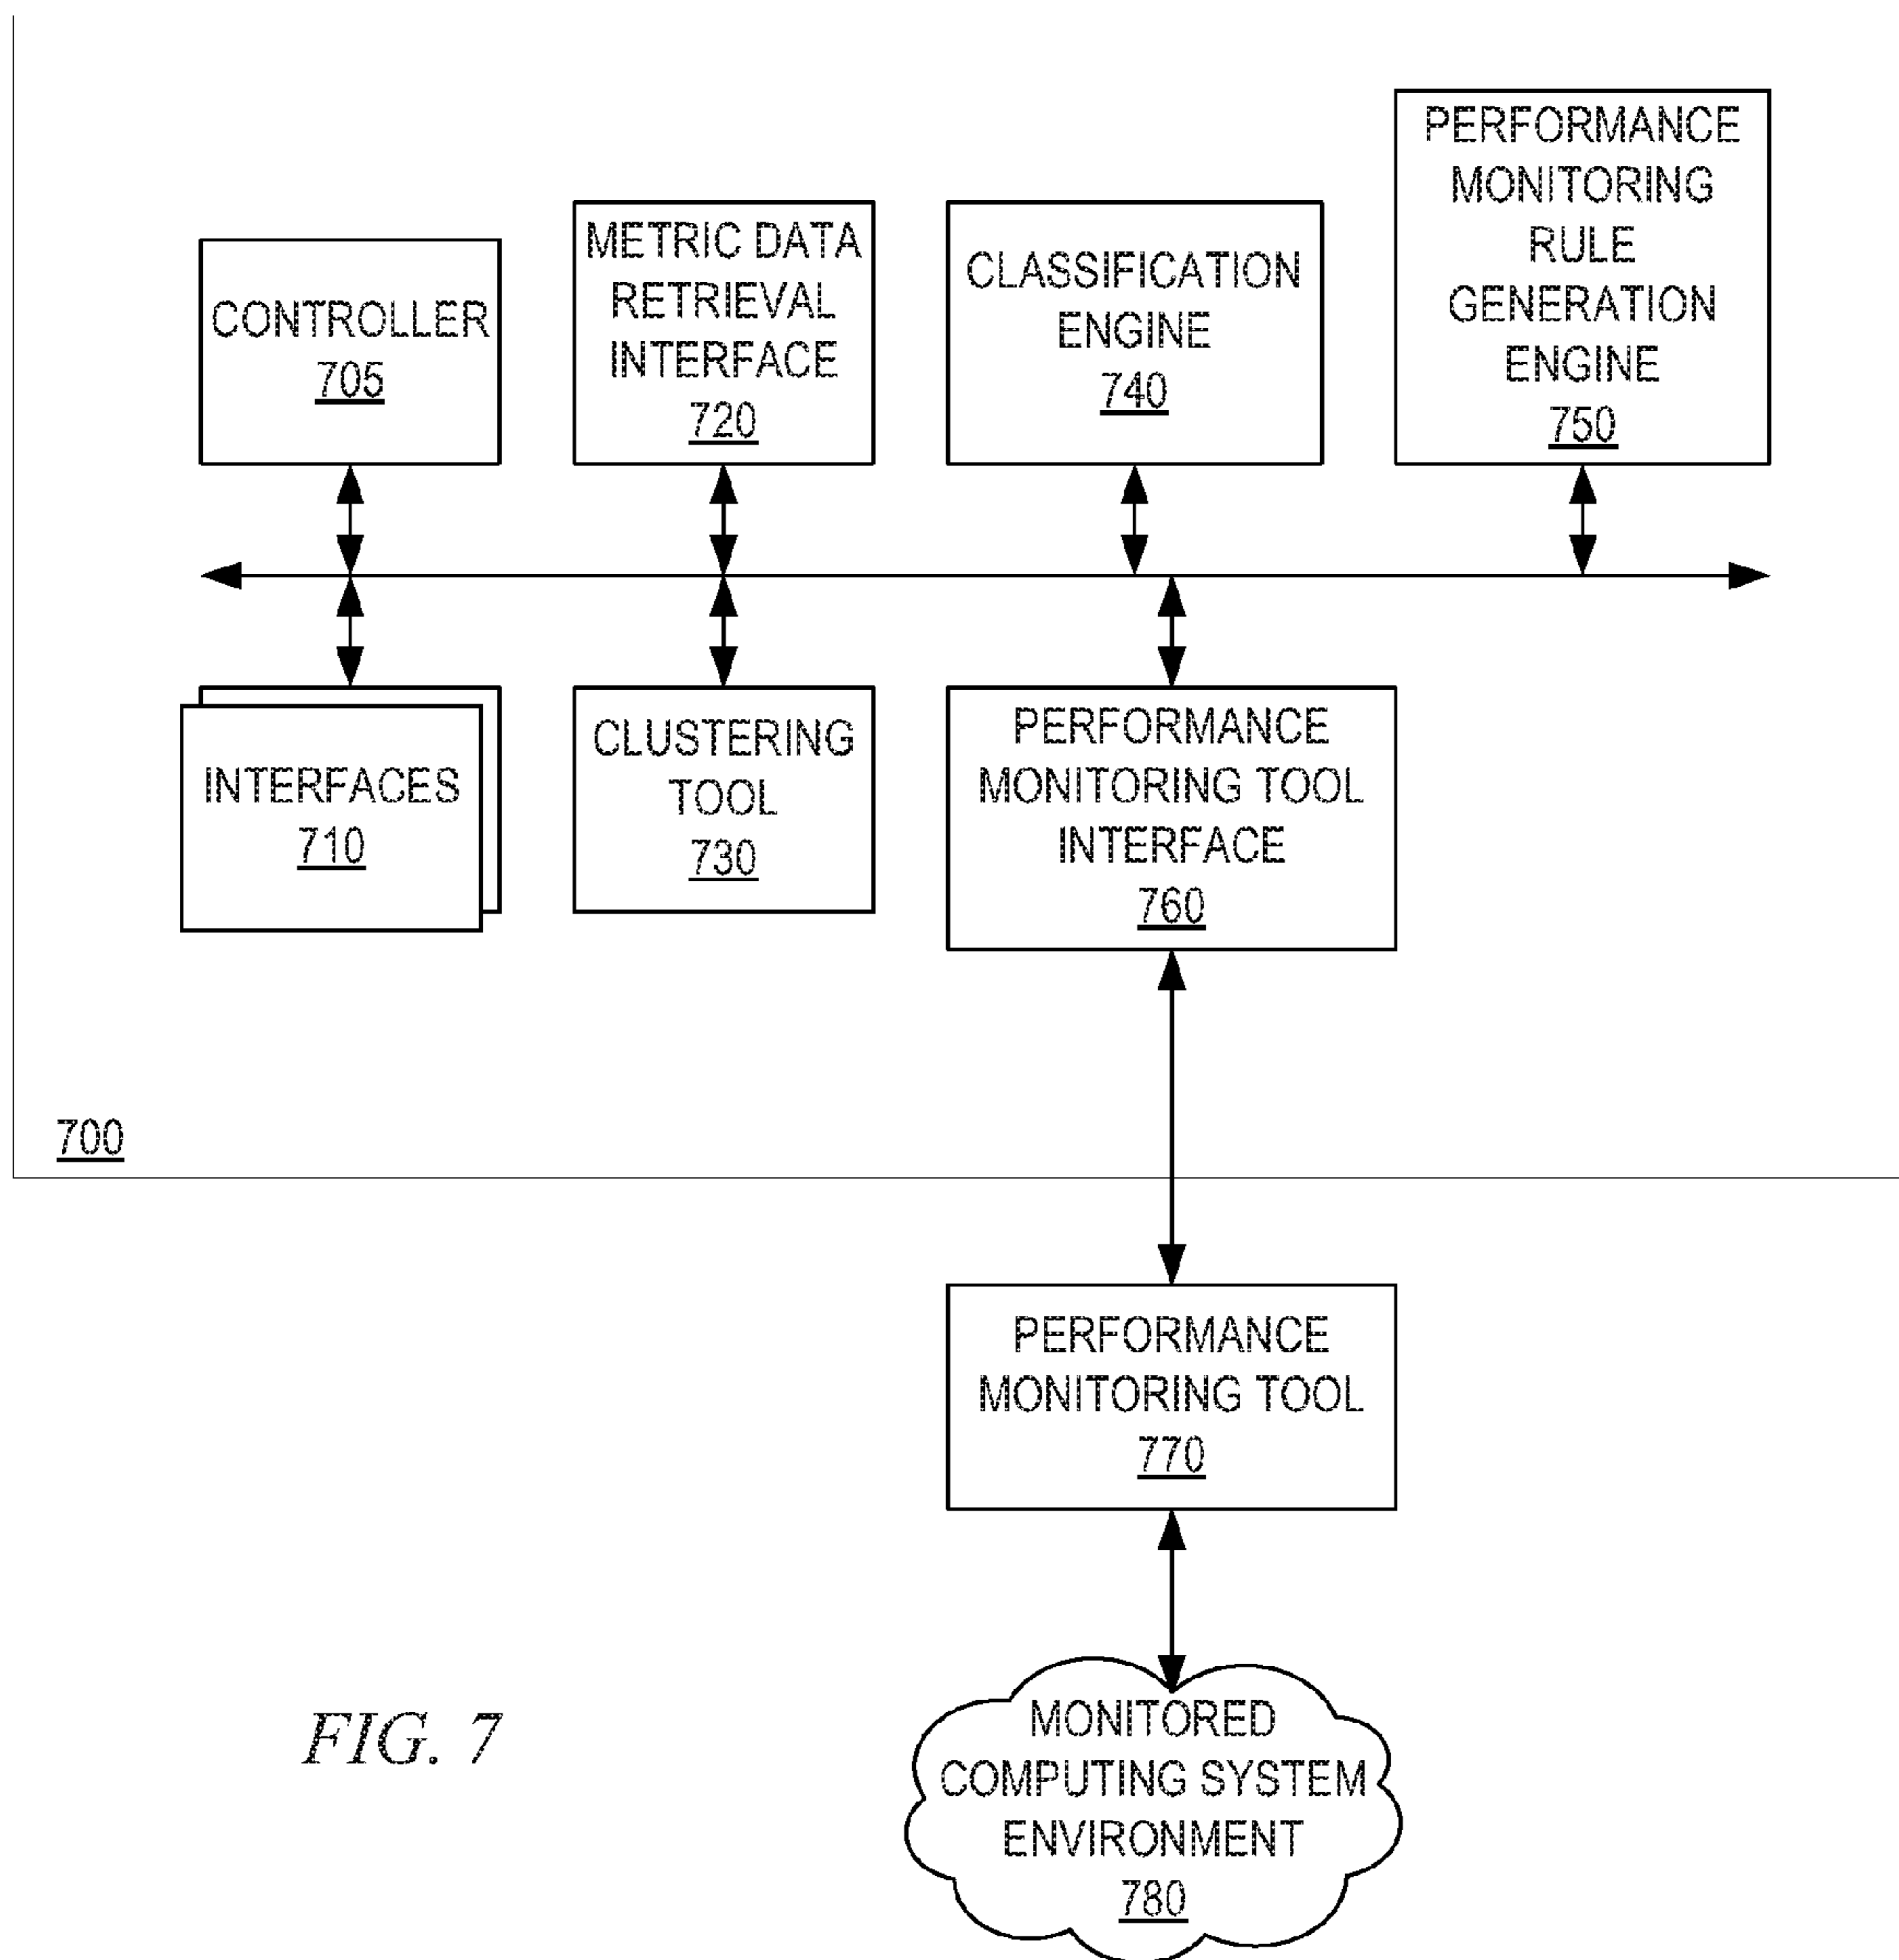 CONTROLLER
705
METRIC DATA
RETRIEVAL
INTERFACE
720
CLASSIFICATION
ENGINE
740
PERFORMANCE
MONITORING
RULE
GENERATION
ENGINE
750
INTERFACES
710
CLUSTERING
TOOL
730
PERFORMANCE
MONITORING TOOL
INTERFACE
760
700
PERFORMANCE
MONITORING TOOL
770
MONITORED
COMPUTING SYSTEM
ENVIRONMENT
780
FIG. 7